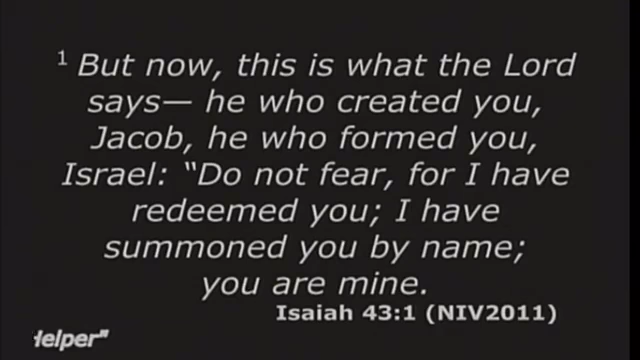 ¹ But now, this is what the Lord
says— he who created you,
Jacob, he who formed you,
Israel: “Do not fear, for I have
redeemed you; I have
summoned you by name;
you are mine.
Isaiah 43:1 (NIV2011)
Helper”